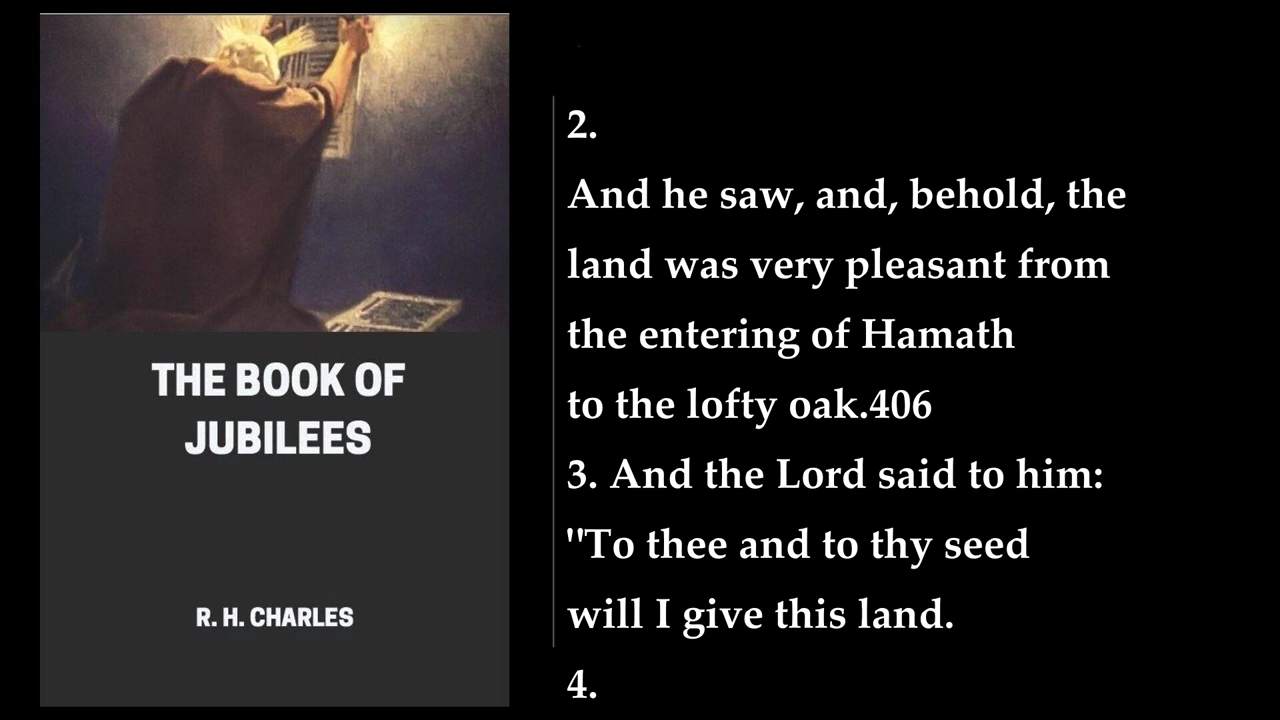 THE BOOK OF
JUBILEES
R. H. CHARLES
2.
And he saw, and, behold, the
land was very pleasant from
the entering of Hamath
to the lofty oak.406
3. And the Lord said to him:
"To thee and to thy seed
will I give this land.
4.